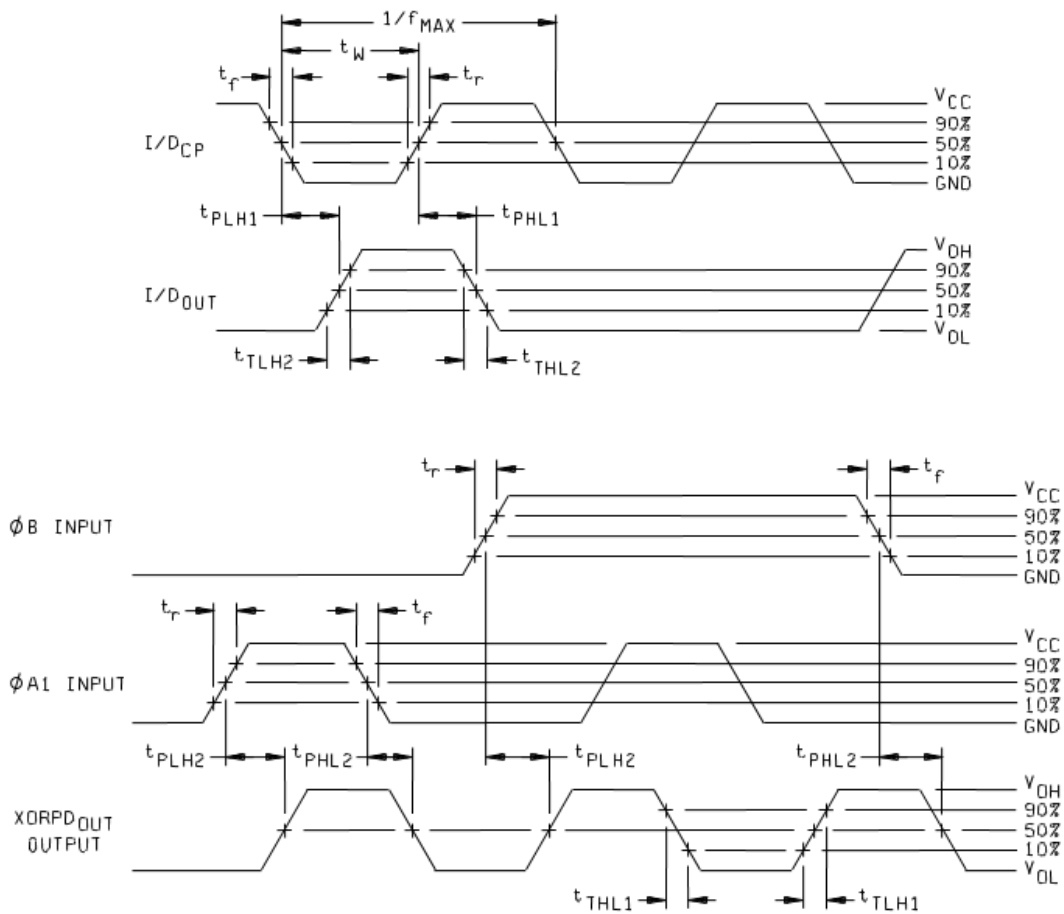 1/fMAX
tW
tf
tr
VCC
90%
I/DCP
50%
10%
GND
tPLH1
tPHL1
VOH
90%
I/DOUT
50%
10%
VOL
tTLH2
tTHL2
tr
tf
VCC
90%
ϕB INPUT
50%
10%
GND
tr
tf
VCC
90%
ϕA1 INPUT
50%
10%
GND
tPLH2
tPHL2
tPLH2
tPHL2
VOH
90%
XORPDOUT
50%
OUTPUT
10%
VOL
tTHL1
tTLH1